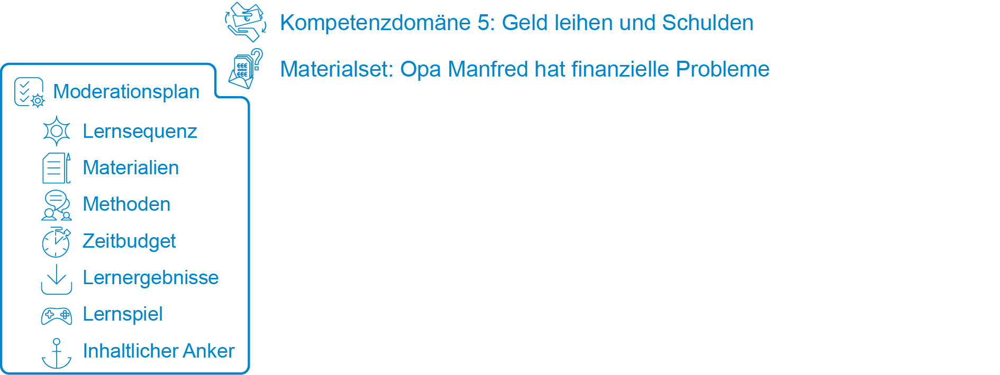 Kompetenzdomäne 5: Geld leihen und Schulden
Materialset: Opa Manfred hat finanzielle Probleme
Moderationsplan
Lernsequenz
Materialien
Methoden
Zeitbudget
Lernergebnisse
Lernspiel
Inhaltlicher Anker